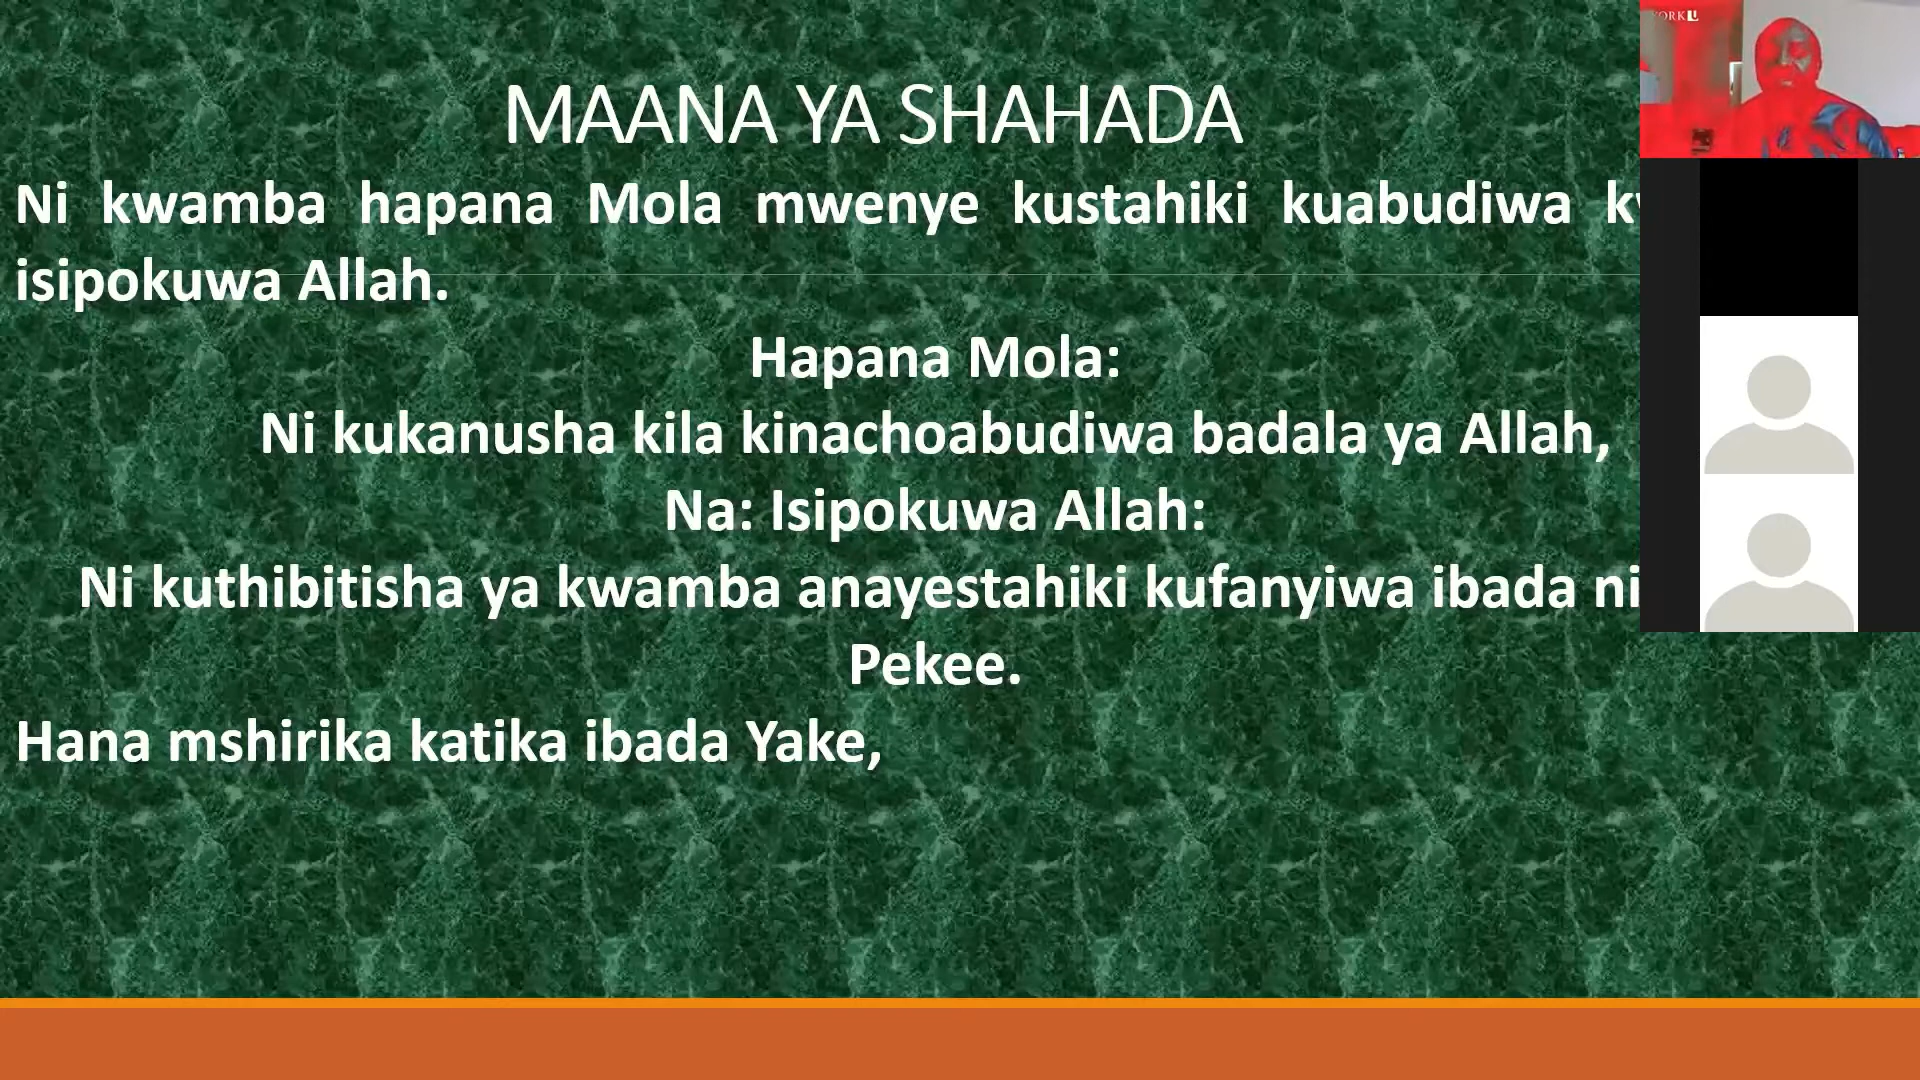 MAANA YA SHAHADA
Ni kwamba hapana Mola mwenye kustahiki kuabudiwa
isipokuwa Allah.
Hapana Mola:
Ni kukanusha kila kinachoabudiwa badala ya Allah,
Na: Isipokuwa Allah:
Ni kuthibitisha ya kwamba anayestahiki kufanyiwa ibada ni
Pekee.
Hana mshirika katika ibada Yake,